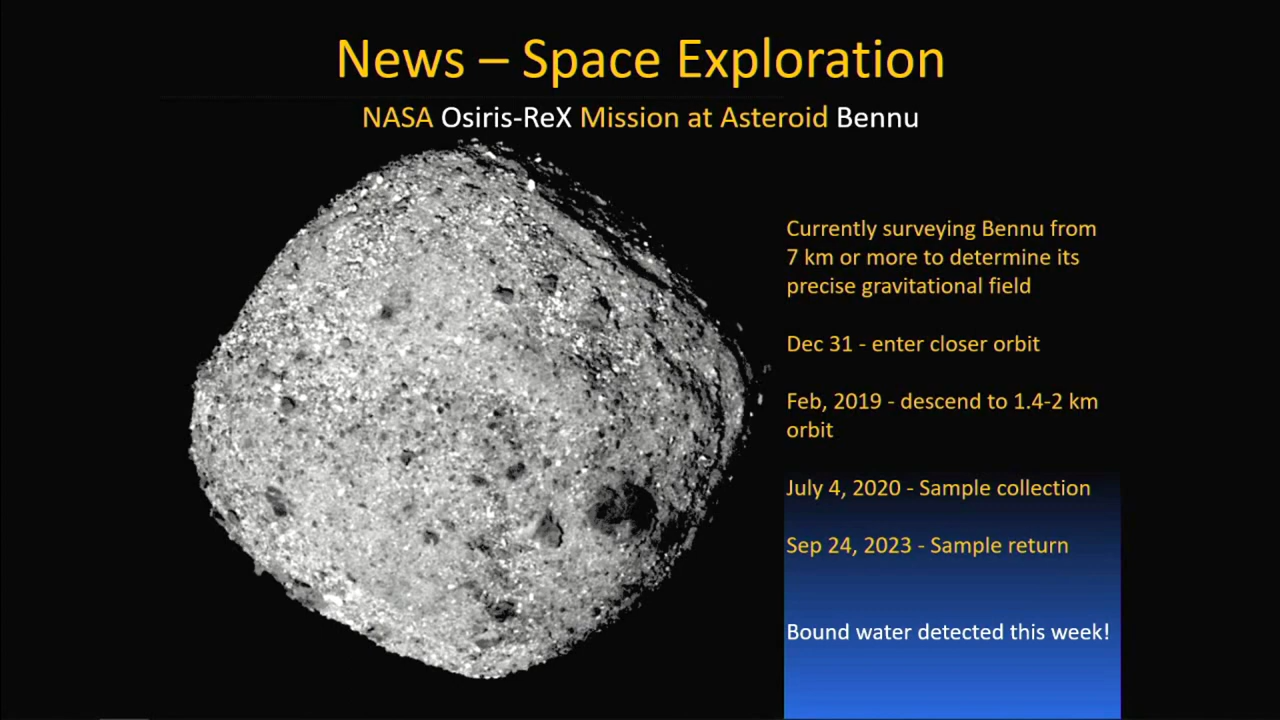 News – Space Exploration
NASA Osiris-ReX Mission at Asteroid Bennu
Currently surveying Bennu from
7 km or more to determine its
precise gravitational field
Dec 31 - enter closer orbit
Feb, 2019 - descend to 1.4-2 km
orbit
July 4, 2020 - Sample collection
Sep 24, 2023 - Sample return
Bound water detected this week!